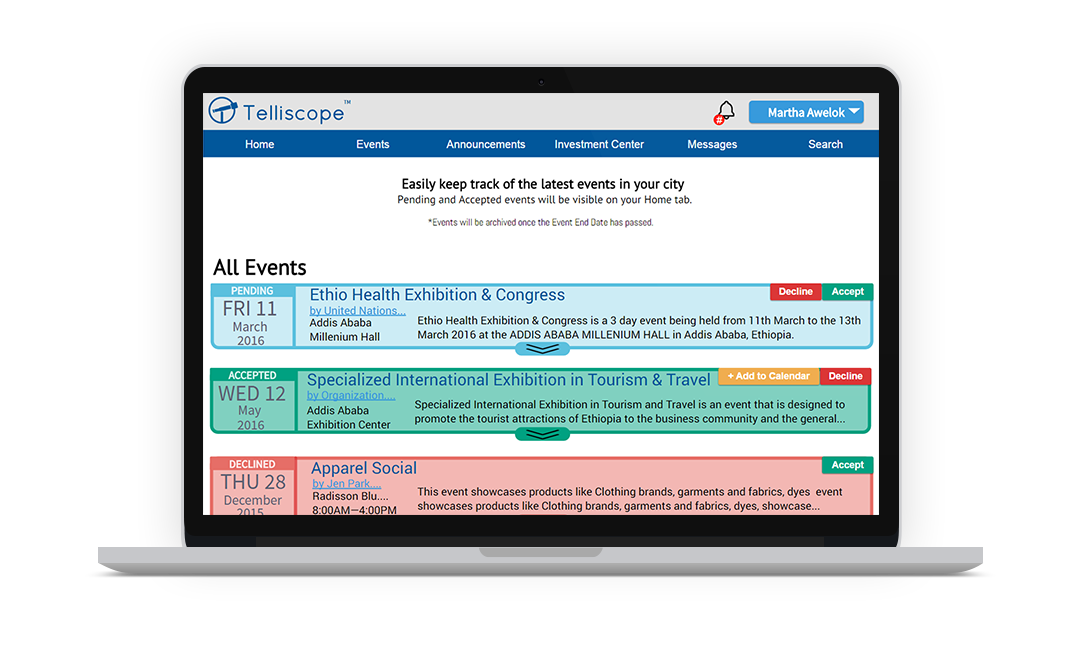 Telliscope™
#
Martha Awelok
Home Events Announcements Investment Center Messages Search
Easily keep track of the latest events in your city
Pending and Accepted events will be visible on your Home tab.
*Events will be archived once the Event End Date has passed.
All Events
PENDING
FRI 11
March
2016
Ethio Health Exhibition & Congress
by United Nations...
Addis Ababa
Millenium Hall
Decline Accept
Ethio Health Exhibition & Congress is a 3 day event being held from 11th March to the 13th
March 2016 at the ADDIS ABABA MILLENIUM HALL in Addis Ababa, Ethiopia.
ACCEPTED
WED 12
May
2016
Specialized International Exhibition in Tourism & Travel
by Organization....
Addis Ababa
Exhibition Center
+ Add to Calendar Decline
Specialized International Exhibition in Tourism and Travel is an event that is designed to
promote the tourist attractions of Ethiopia to the business community and the general...
DECLINED
THU 28
December
2015
Apparel Social
by Jen Park....
Radisson Blu....
8:00AM—4:00PM
Accept
This event showcases products like Clothing brands, garments and fabrics, dyes event
showcases products like Clothing brands, garments and fabrics, dyes, showcase...